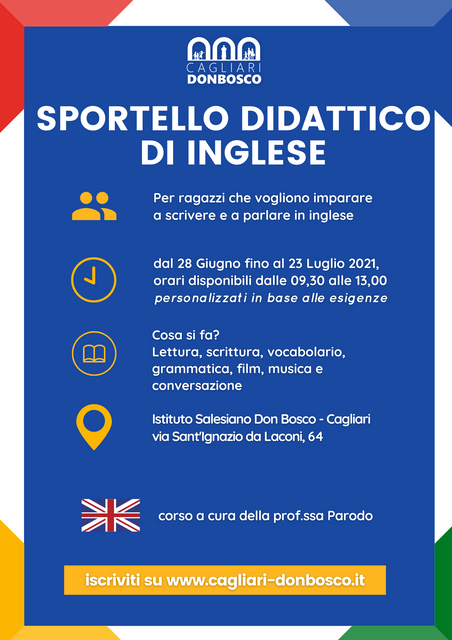 CAGLIARI
DONBOSCO
SPORTELLO DIDATTICO
DI INGLESE
Per ragazzi che vogliono imparare
a scrivere e a parlare in inglese
dal 28 Giugno fino al 23 Luglio 2021,
orari disponibili dalle 09,30 alle 13,00
personalizzati in base alle esigenze
Cosa si fa?
Lettura, scrittura, vocabolario,
grammatica, film, musica e
conversazione
Istituto Salesiano Don Bosco - Cagliari
via Sant'Ignazio da Laconi, 64
corso a cura della prof.ssa Parodo
iscriviti su www.cagliari-donbosco.it